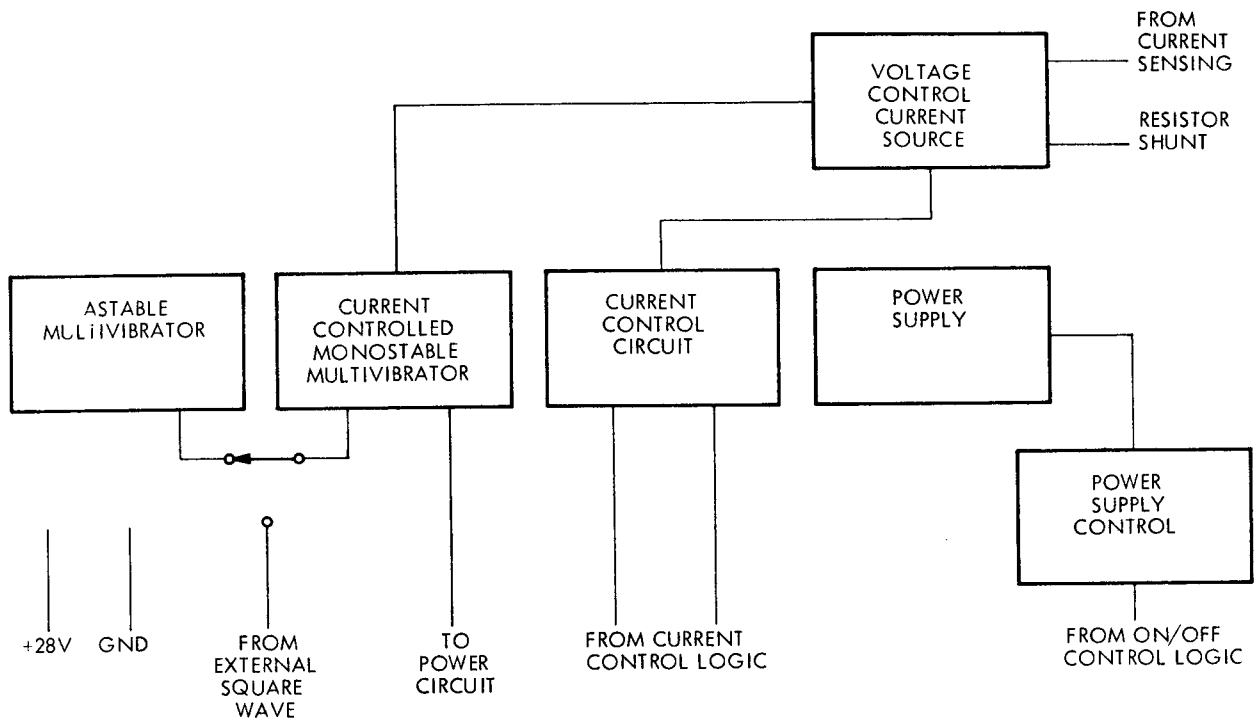 FROM
CURRENT
SENSING
RESISTOR
SHUNT
VOLTAGE
CONTROL
CURRENT
SOURCE
ASTABLE
MULTIVIBRATOR
CURRENT
CONTROLLED
MONOSTABLE
MULTIVIBRATOR
CURRENT
CONTROL
CIRCUIT
POWER
SUPPLY
POWER
SUPPLY
CONTROL
+28V
GND
FROM
EXTERNAL
SQUARE
WAVE
TO
POWER
CIRCUIT
FROM CURRENT
CONTROL LOGIC
FROM ON/OFF
CONTROL LOGIC